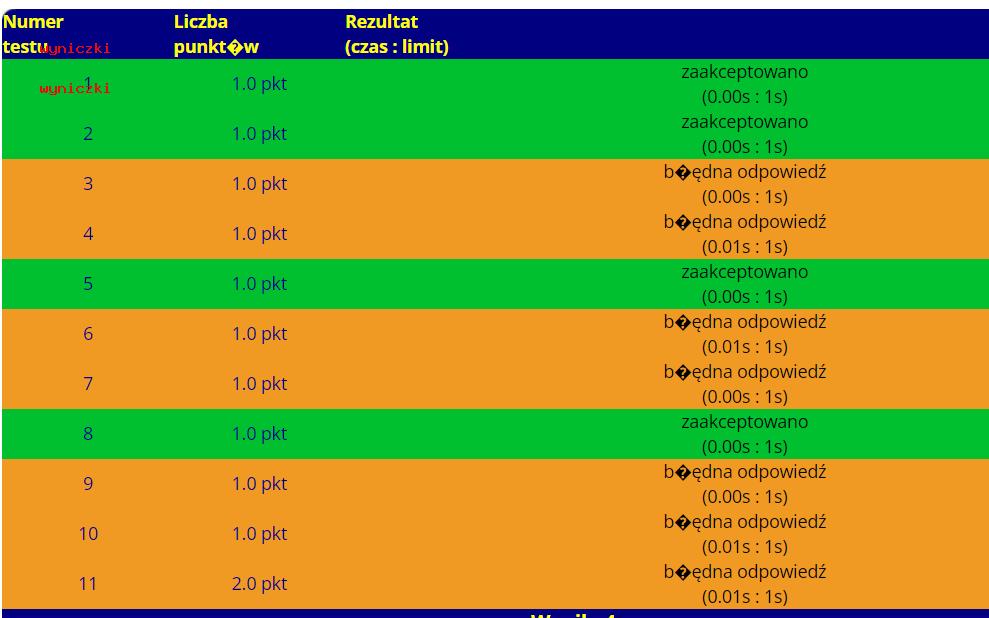 Numer testu Liczba punkt�w Rezultat (czas : limit)
wyniczki
wyniczki
1 1.0 pkt zaakceptowano (0.00s : 1s)
2 1.0 pkt zaakceptowano (0.00s : 1s)
3 1.0 pkt b�ędna odpowiedź (0.00s : 1s)
4 1.0 pkt b�ędna odpowiedź (0.01s : 1s)
5 1.0 pkt zaakceptowano (0.00s : 1s)
6 1.0 pkt b�ędna odpowiedź (0.01s : 1s)
7 1.0 pkt b�ędna odpowiedź (0.00s : 1s)
8 1.0 pkt zaakceptowano (0.00s : 1s)
9 1.0 pkt b�ędna odpowiedź (0.00s : 1s)
10 1.0 pkt b�ędna odpowiedź (0.01s : 1s)
11 2.0 pkt b�ędna odpowiedź (0.01s : 1s)